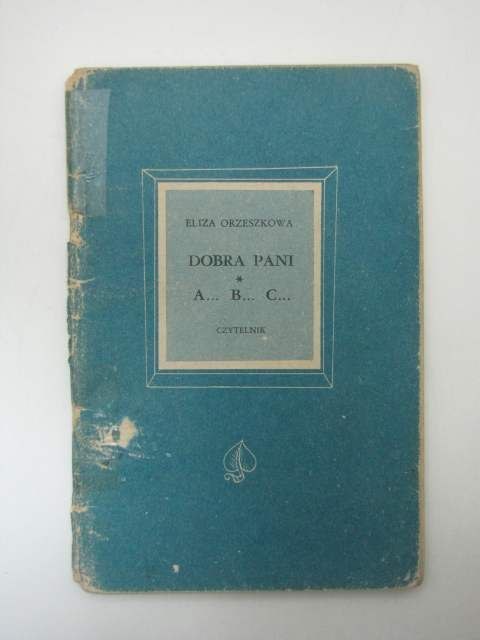 ELIZA ORZESZKOWA
DOBRA PANI
*
A... B... C...
CZYTELNIK